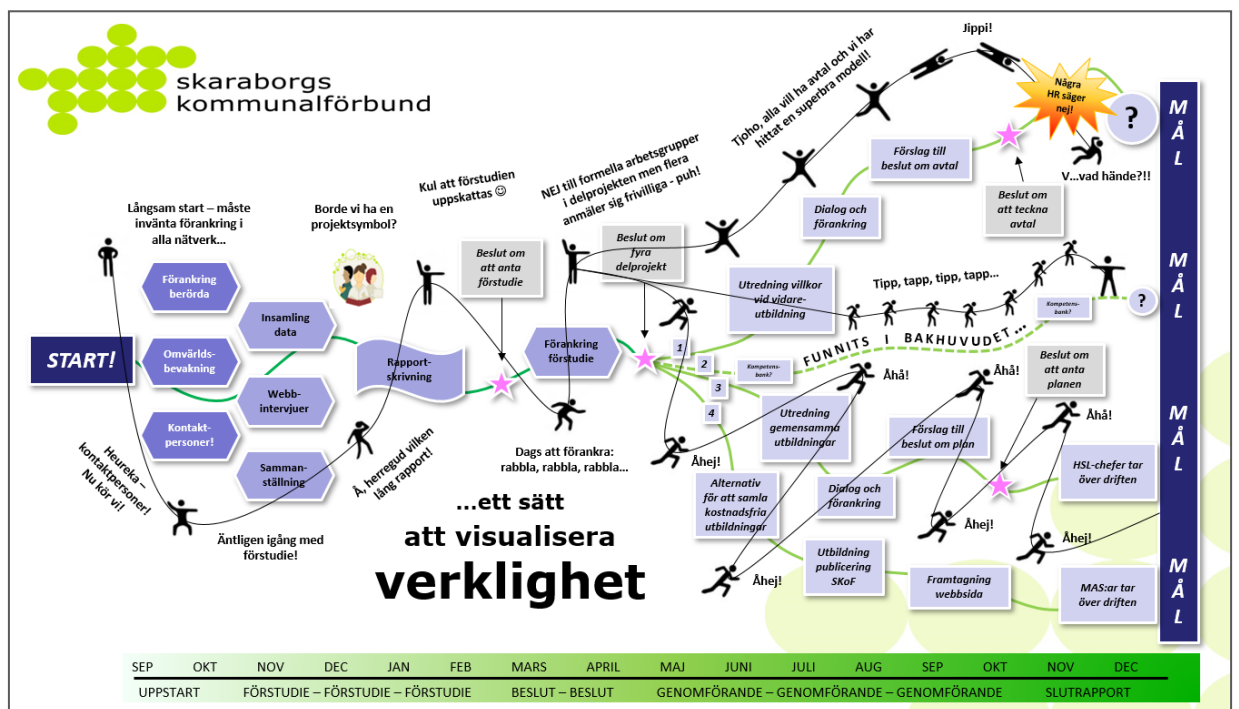 skaraborgs
kommunalförbund
Jippi!
Tjoho, alla vill ha avtal och vi har
hittat en superbra modell!
Några
HR säger
nej!
?
V...vad hände?!!
M
Å
L
M
Å
L
M
Å
L
M
Å
L
Förslag till
beslut om avtal
Beslut om
att teckna
avtal
Dialog och
förankring
NEJ till formella arbetsgrupper
i delprojekten men flera
anmäler sig frivilliga - puh!
Kul att förstudien
uppskattas ☺
Långsam start – måste
invänta förankring i
alla nätverk...
Borde vi ha en
projektsymbol?
Beslut om
att anta
förstudie
Beslut om
fyra
delprojekt
Utredning villkor
vid vidare-
utbildning
Tipp, tapp, tipp, tapp...
Förankring
berörda
Insamling
data
Kompetens-
bank?
?
START!
Omvärlds-
bevakning
Rapport-
skrivning
Förankring
förstudie
1
2
3
4
Kompetens-
bank?
FUNNITS I BAKHUVUDET...
Beslut om
att anta
planen
Webb-
intervjuer
Kontakt-
personer!
Åhå!
Åhå!
Åhå!
Utredning
gemensamma
utbildningar
Förslag till
beslut om plan
Heureka –
kontaktpersoner!
Nu kör vi!
Samman-
ställning
Å, herregud vilken
lång rapport!
Dags att förankra:
rabbla, rabbla, rabbla...
Åhej!
HSL-chefer tar
över driften
Alternativ
för att samla
kostnadsfria
utbildningar
Dialog och
förankring
Äntligen igång med
förstudie!
...ett sätt
att visualisera
verklighet
Åhej!
Åhej!
Åhej!
Utbildning
publicering
SKoF
Framtagning
webbsida
MAS:ar tar
över driften
SEP OKT NOV DEC JAN FEB MARS APRIL MAJ JUNI JULI AUG SEP OKT NOV DEC
UPPSTART FÖRSTUDIE – FÖRSTUDIE – FÖRSTUDIE BESLUT – BESLUT GENOMFÖRANDE – GENOMFÖRANDE – GENOMFÖRANDE SLUTRAPPORT